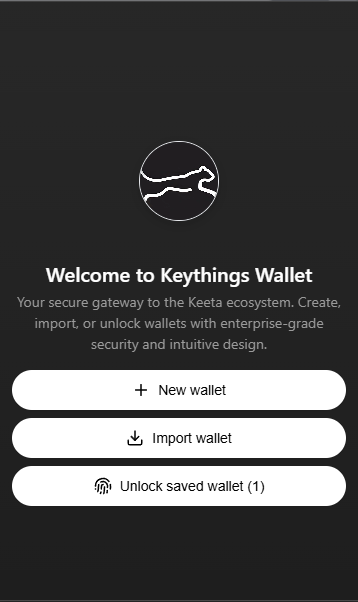 Welcome to Keythings Wallet
Your secure gateway to the Keeta ecosystem. Create,
import, or unlock wallets with enterprise-grade
security and intuitive design.
New wallet
Import wallet
Unlock saved wallet (1)